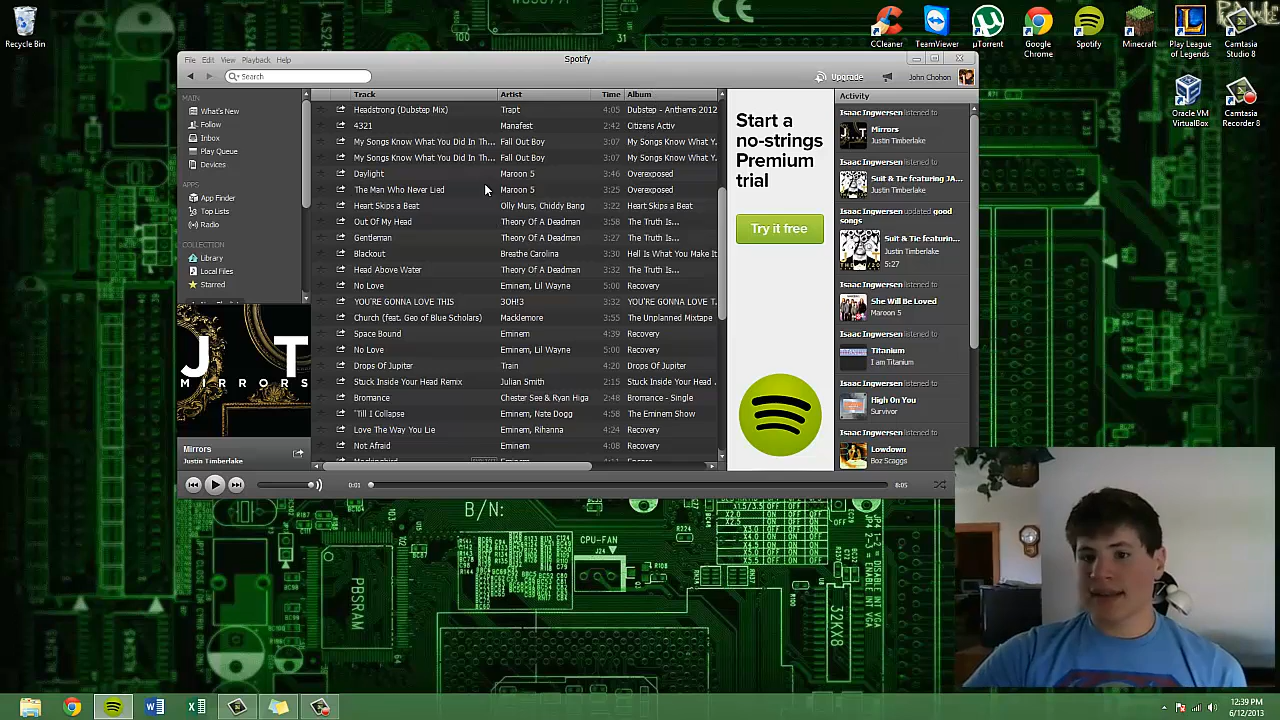 Recycle Bin
CCleaner
TeamViewer
µTorrent
Google Chrome
Spotify
Minecraft
Play League of Legends
Camtasia Studio 8
Oracle VM VirtualBox
Camtasia Recorder 8
File Edit View Playback Help
Spotify
Search
Upgrade
John Chohon
MAIN
What's New
Follow
Inbox
Play Queue
Devices
APPS
App Finder
Top Lists
Radio
COLLECTION
Library
Local Files
Starred
Track Artist Time Album
Headstrong (Dubstep Mix) Trapt 4:05 Dubstep - Anthems 2012
4321 Manafest 2:42 Citizens Activ
My Songs Know What You Did In Th... Fall Out Boy 3:07 My Songs Know What Y...
My Songs Know What You Did In Th... Fall Out Boy 3:07 My Songs Know What Y...
Daylight Maroon 5 3:46 Overexposed
The Man Who Never Lied Maroon 5 3:25 Overexposed
Heart Skips a Beat Olly Murs, Chiddy Bang 3:22 Heart Skips a Beat
Out Of My Head Theory Of A Deadman 3:58 The Truth Is...
Gentleman Theory Of A Deadman 3:28 The Truth Is...
Blackout Breathe Carolina 3:30 Hell Is What You Make It
Head Above Water Theory Of A Deadman 3:32 The Truth Is...
No Love Eminem, Lil Wayne 5:00 Recovery
YOU'RE GONNA LOVE THIS 3OH!3 3:32 YOU'RE GONNA LOVE T...
Church (feat. Geo of Blue Scholars) Macklemore 3:55 The Unplanned Mixtape
Space Bound Eminem 4:39 Recovery
No Love Eminem, Lil Wayne 5:00 Recovery
Drops Of Jupiter Train 4:20 Drops Of Jupiter
Stuck Inside Your Head Remix Julian Smith 2:15 Stuck Inside Your Head ..
Bromance Chester See & Ryan Higa 2:48 Bromance - Single
'Till I Collapse Eminem, Nate Dogg 4:58 The Eminem Show
Love The Way You Lie Eminem, Rihanna 4:24 Recovery
Not Afraid Eminem 4:08 Recovery
Start a
no-strings
Premium
trial
Try it free
Activity
Isaac Ingwersen listened to
Mirrors
Justin Timberlake
Isaac Ingwersen listened to
Suit & Tie featuring JA...
Justin Timberlake
Isaac Ingwersen updated good
songs
Suit & Tie featurin...
Justin Timberlake
5:27
Isaac Ingwersen listened to
She Will Be Loved
Maroon 5
Isaac Ingwersen listened to
Titanium
I am Titanium
Isaac Ingwersen listened to
High On You
Survivor
Isaac Ingwersen listened to
Lowdown
Boz Scaggs
J T
MIRRORS
Mirrors
Justin Timberlake
0:01
8:05
B/N:
CPU-FAN
J24
PBSRAM
32KX8
12:39 PM
6/12/2013